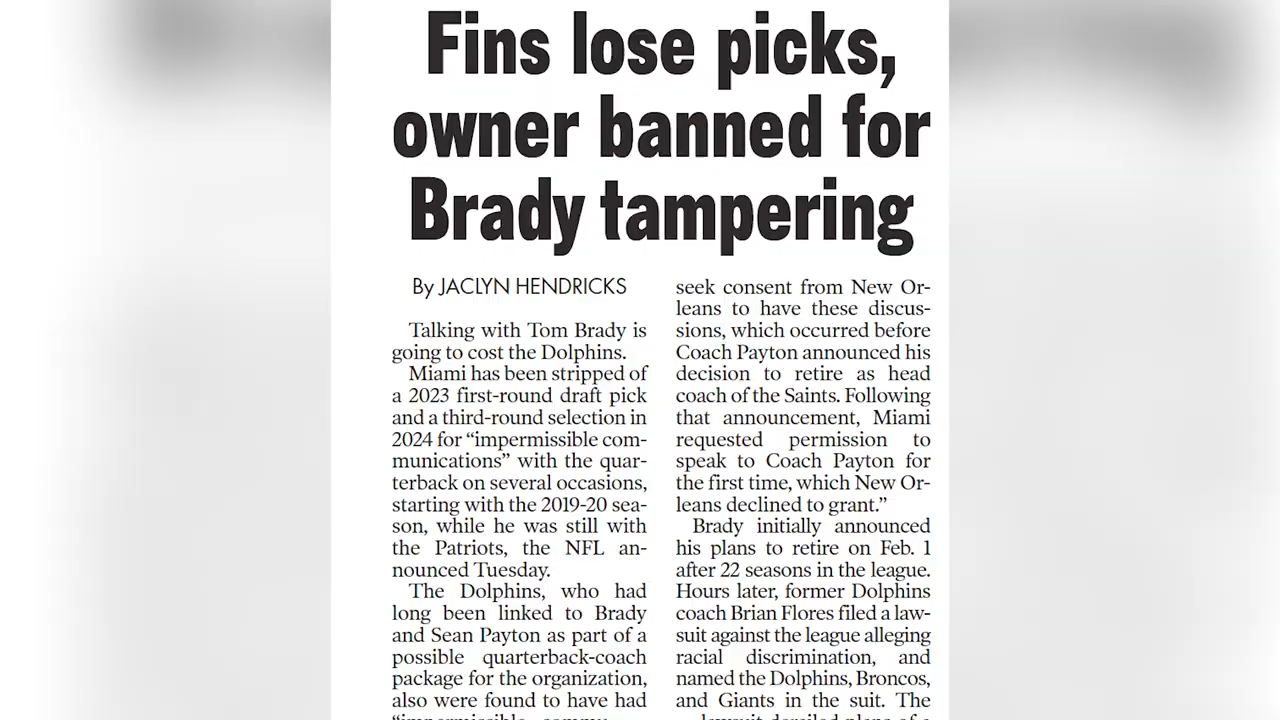 Fins lose picks,
owner banned for
Brady tampering
By JACLYN HENDRICKS
Talking with Tom Brady is
going to cost the Dolphins.
Miami has been stripped of
a 2023 first-round draft pick
and a third-round selection in
2024 for “impermissible com-
munications” with the quar-
terback on several occasions,
starting with the 2019-20 sea-
son, while he was still with
the Patriots, the NFL an-
nounced Tuesday.
The Dolphins, who had
long been linked to Brady
and Sean Payton as part of a
possible quarterback-coach
package for the organization,
also were found to have had
seek consent from New Or-
leans to have these discus-
sions, which occurred before
Coach Payton announced his
decision to retire as head
coach of the Saints. Following
that announcement, Miami
requested permission to
speak to Coach Payton for
the first time, which New Or-
leans declined to grant.”
Brady initially announced
his plans to retire on Feb. 1
after 22 seasons in the league.
Hours later, former Dolphins
coach Brian Flores filed a law-
suit against the league alleging
racial discrimination, and
named the Dolphins, Broncos,
and Giants in the suit. The